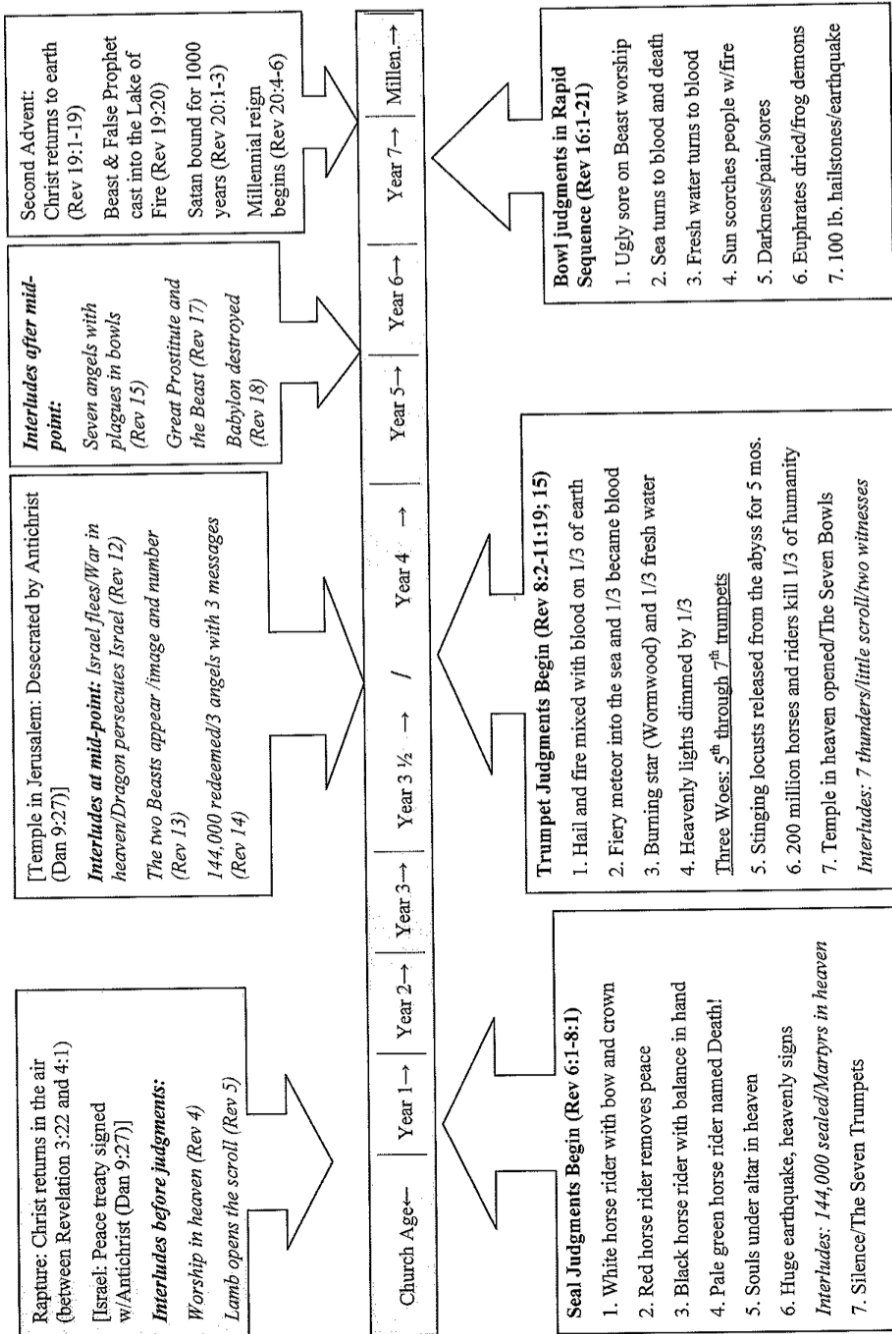 Rapture: Christ returns in the air
(between Revelation 3:22 and 4:1)
[Israel: Peace treaty signed
w/Antichrist (Dan 9:27)]
Interludes before judgments:
Worship in heaven (Rev 4)
Lamb opens the scroll (Rev 5)
[Temple in Jerusalem: Desecrated by Antichrist
(Dan 9:27)]
Interludes at mid-point: Israel flees/War in
heaven/Dragon persecutes Israel (Rev 12)
The two Beasts appear /image and number
(Rev 13)
144,000 redeemed/3 angels with 3 messages
(Rev 14)
Interludes after mid-
point:
Seven angels with
plagues in bowls
(Rev 15)
Great Prostitute and
the Beast (Rev 17)
Babylon destroyed
(Rev 18)
Second Advent:
Christ returns to earth
(Rev 19:1-19)
Beast & False Prophet
cast into the Lake of
Fire (Rev 19:20)
Satan bound for 1000
years (Rev 20:1-3)
Millennial reign
begins (Rev 20:4-6)
Church Age← | Year 1→ | Year 2→ | Year 3→ | Year 3 ½ → / Year 4 → | Year 5→ | Year 6→ | Year 7→ | Millen.→
Seal Judgments Begin (Rev 6:1-8:1)
1. White horse rider with bow and crown
2. Red horse rider removes peace
3. Black horse rider with balance in hand
4. Pale green horse rider named Death!
5. Souls under altar in heaven
6. Huge earthquake, heavenly signs
Interludes: 144,000 sealed/Martyrs in heaven
7. Silence/The Seven Trumpets
Trumpet Judgments Begin (Rev 8:2-11:19; 15)
1. Hail and fire mixed with blood on 1/3 of earth
2. Fiery meteor into the sea and 1/3 became blood
3. Burning star (Wormwood) and 1/3 fresh water
4. Heavenly lights dimmed by 1/3
Three Woes: 5th through 7th trumpets
5. Stinging locusts released from the abyss for 5 mos.
6. 200 million horses and riders kill 1/3 of humanity
7. Temple in heaven opened/The Seven Bowls
Interludes: 7 thunders/little scroll/two witnesses
Bowl judgments in Rapid
Sequence (Rev 16:1-21)
1. Ugly sore on Beast worship
2. Sea turns to blood and death
3. Fresh water turns to blood
4. Sun scorches people w/fire
5. Darkness/pain/sores
6. Euphrates dried/frog demons
7. 100 lb. hailstones/earthquake